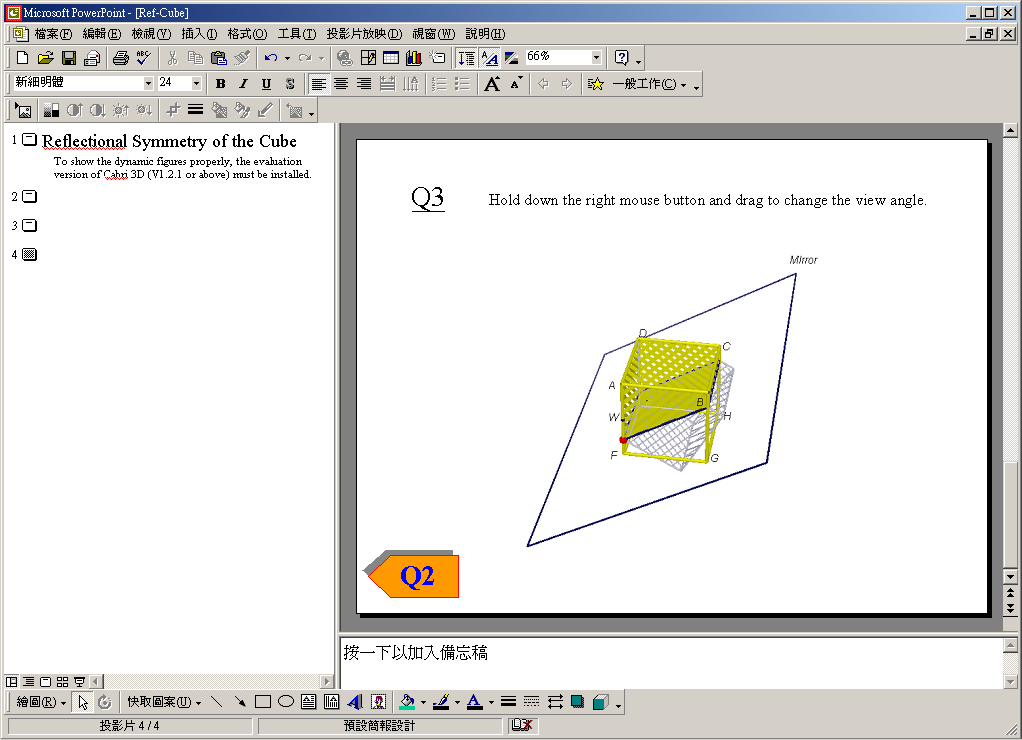 Microsoft PowerPoint - [Ref-Cube]
檔案(F) 編輯(E) 檢視(V) 插入(I) 格式(O) 工具(T) 投影片放映(D) 視窗(W) 說明(H)
66%
新細明體 24 B I U S 一般工作(C)
1 Reflectional Symmetry of the Cube
To show the dynamic figures properly, the evaluation
version of Cabri 3D (V1.2.1 or above) must be installed.
2
3
4
Q3 Hold down the right mouse button and drag to change the view angle.
Mirror
D
C
A
B
W
H
F
G
Q2
按一下以加入備忘稿
繪圖(R) 快取圖案(U)
投影片 4 / 4 預設簡報設計